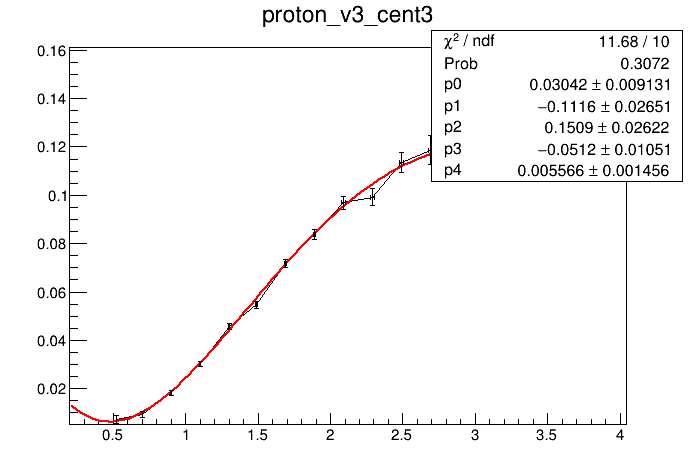 proton_v3_cent3
χ² / ndf 11.68 / 10
Prob 0.3072
p0 0.03042 ± 0.009131
p1 −0.1116 ± 0.02651
p2 0.1509 ± 0.02622
p3 −0.0512 ± 0.01051
p4 0.005566 ± 0.001456
0.16
0.14
0.12
0.1
0.08
0.06
0.04
0.02
0.5 1 1.5 2 2.5 3 3.5 4